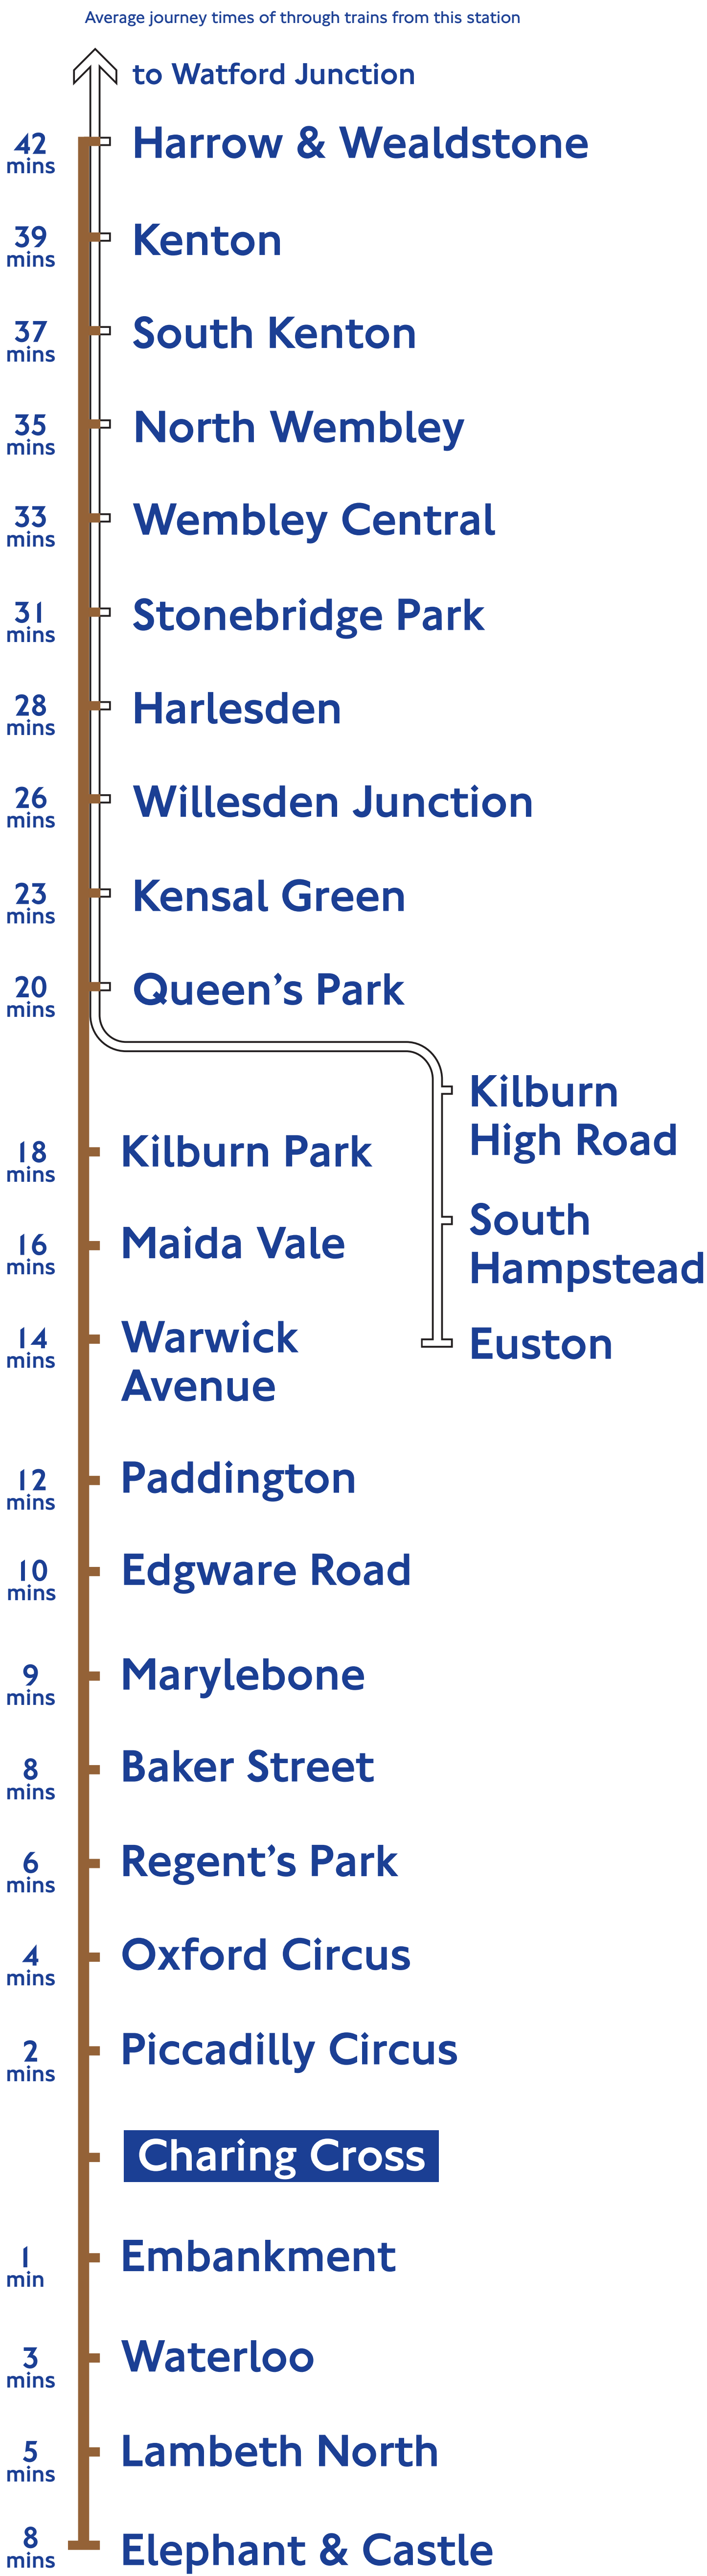 Average journey times of through trains from this station
to Watford Junction
42
mins
Harrow & Wealdstone
39
mins
Kenton
37
mins
South Kenton
35
mins
North Wembley
33
mins
Wembley Central
31
mins
Stonebridge Park
28
mins
Harlesden
26
mins
Willesden Junction
23
mins
Kensal Green
20
mins
Queen’s Park
Kilburn
High Road
18
mins
Kilburn Park
South
Hampstead
16
mins
Maida Vale
14
mins
Warwick
Avenue
Euston
12
mins
Paddington
10
mins
Edgware Road
9
mins
Marylebone
8
mins
Baker Street
6
mins
Regent’s Park
4
mins
Oxford Circus
2
mins
Piccadilly Circus
Charing Cross
1
min
Embankment
3
mins
Waterloo
5
mins
Lambeth North
8
mins
Elephant & Castle